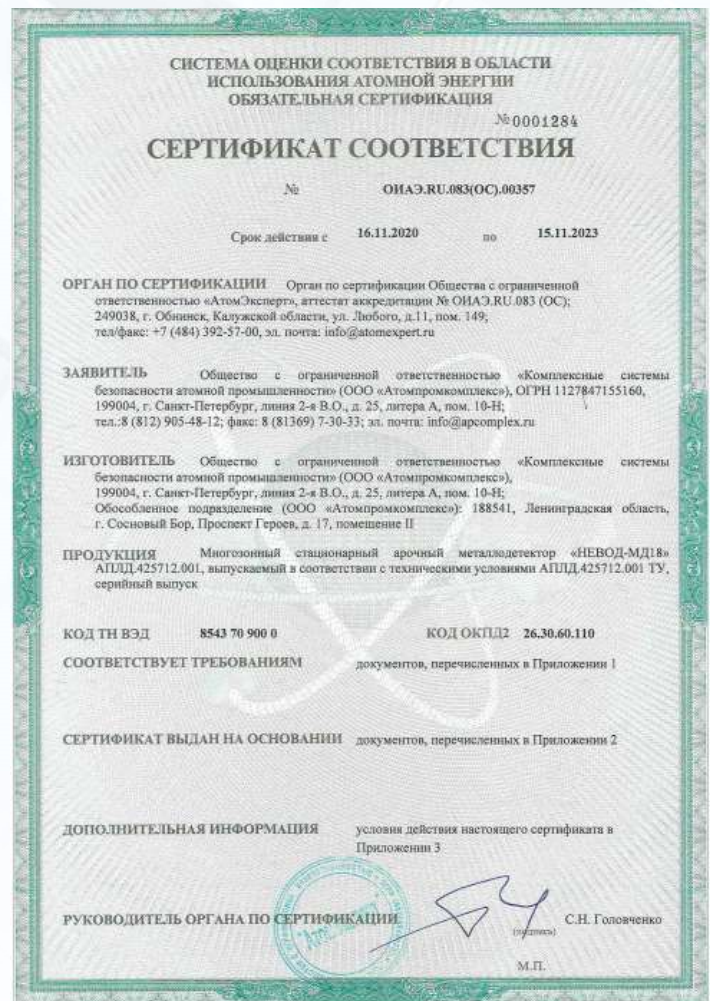 СИСТЕМА ОЦЕНКИ СООТВЕТСТВИЯ В ОБЛАСТИ
ИСПОЛЬЗОВАНИЯ АТОМНОЙ ЭНЕРГИИ
ОБЯЗАТЕЛЬНАЯ СЕРТИФИКАЦИЯ
№0001284
СЕРТИФИКАТ СООТВЕТСТВИЯ
№ ОИАЭ.RU.083(ОС).00357
Срок действия с 16.11.2020 по 15.11.2023
ОРГАН ПО СЕРТИФИКАЦИИ Орган по сертификации Общества с ограниченной
ответственностью «АтомЭксперт», аттестат аккредитации № ОИАЭ.RU.083 (ОС);
249038, г. Обнинск, Калужской области, ул. Любого, д.11, пом. 149;
тел/факс: +7 (484) 392-57-00, эл. почта: info@atomexpert.ru
ЗАЯВИТЕЛЬ Общество с ограниченной ответственностью «Комплексные системы
безопасности атомной промышленности» (ООО «Атомпромкомплекс»), ОГРН 1127847155160,
199004, г. Санкт-Петербург, линия 2-я В.О., д. 25, литера А, пом. 10-Н;
тел.:8 (812) 905-48-12; факс: 8 (81369) 7-30-33; эл. почта: info@apcomplex.ru
ИЗГОТОВИТЕЛЬ Общество с ограниченной ответственностью «Комплексные системы
безопасности атомной промышленности» (ООО «Атомпромкомплекс»),
199004, г. Санкт-Петербург, линия 2-я В.О., д. 25, литера А, пом. 10-Н;
Обособленное подразделение (ООО «Атомпромкомплекс»): 188541, Ленинградская область,
г. Сосновый Бор, Проспект Героев, д. 17, помещение II
ПРОДУКЦИЯ Многозонный стационарный арочный металлодетектор «НЕВОД-МД18»
АПЛД.425712.001, выпускаемый в соответствии с техническими условиями АПЛД.425712.001 ТУ,
серийный выпуск
КОД ТН ВЭД 8543 70 900 0 КОД ОКПД2 26.30.60.110
СООТВЕТСТВУЕТ ТРЕБОВАНИЯМ документов, перечисленных в Приложении 1
СЕРТИФИКАТ ВЫДАН НА ОСНОВАНИИ документов, перечисленных в Приложении 2
ДОПОЛНИТЕЛЬНАЯ ИНФОРМАЦИЯ условия действия настоящего сертификата в
Приложении 3
РУКОВОДИТЕЛЬ ОРГАНА ПО СЕРТИФИКАЦИИ С.Н. Головченко
(подпись)
М.П.